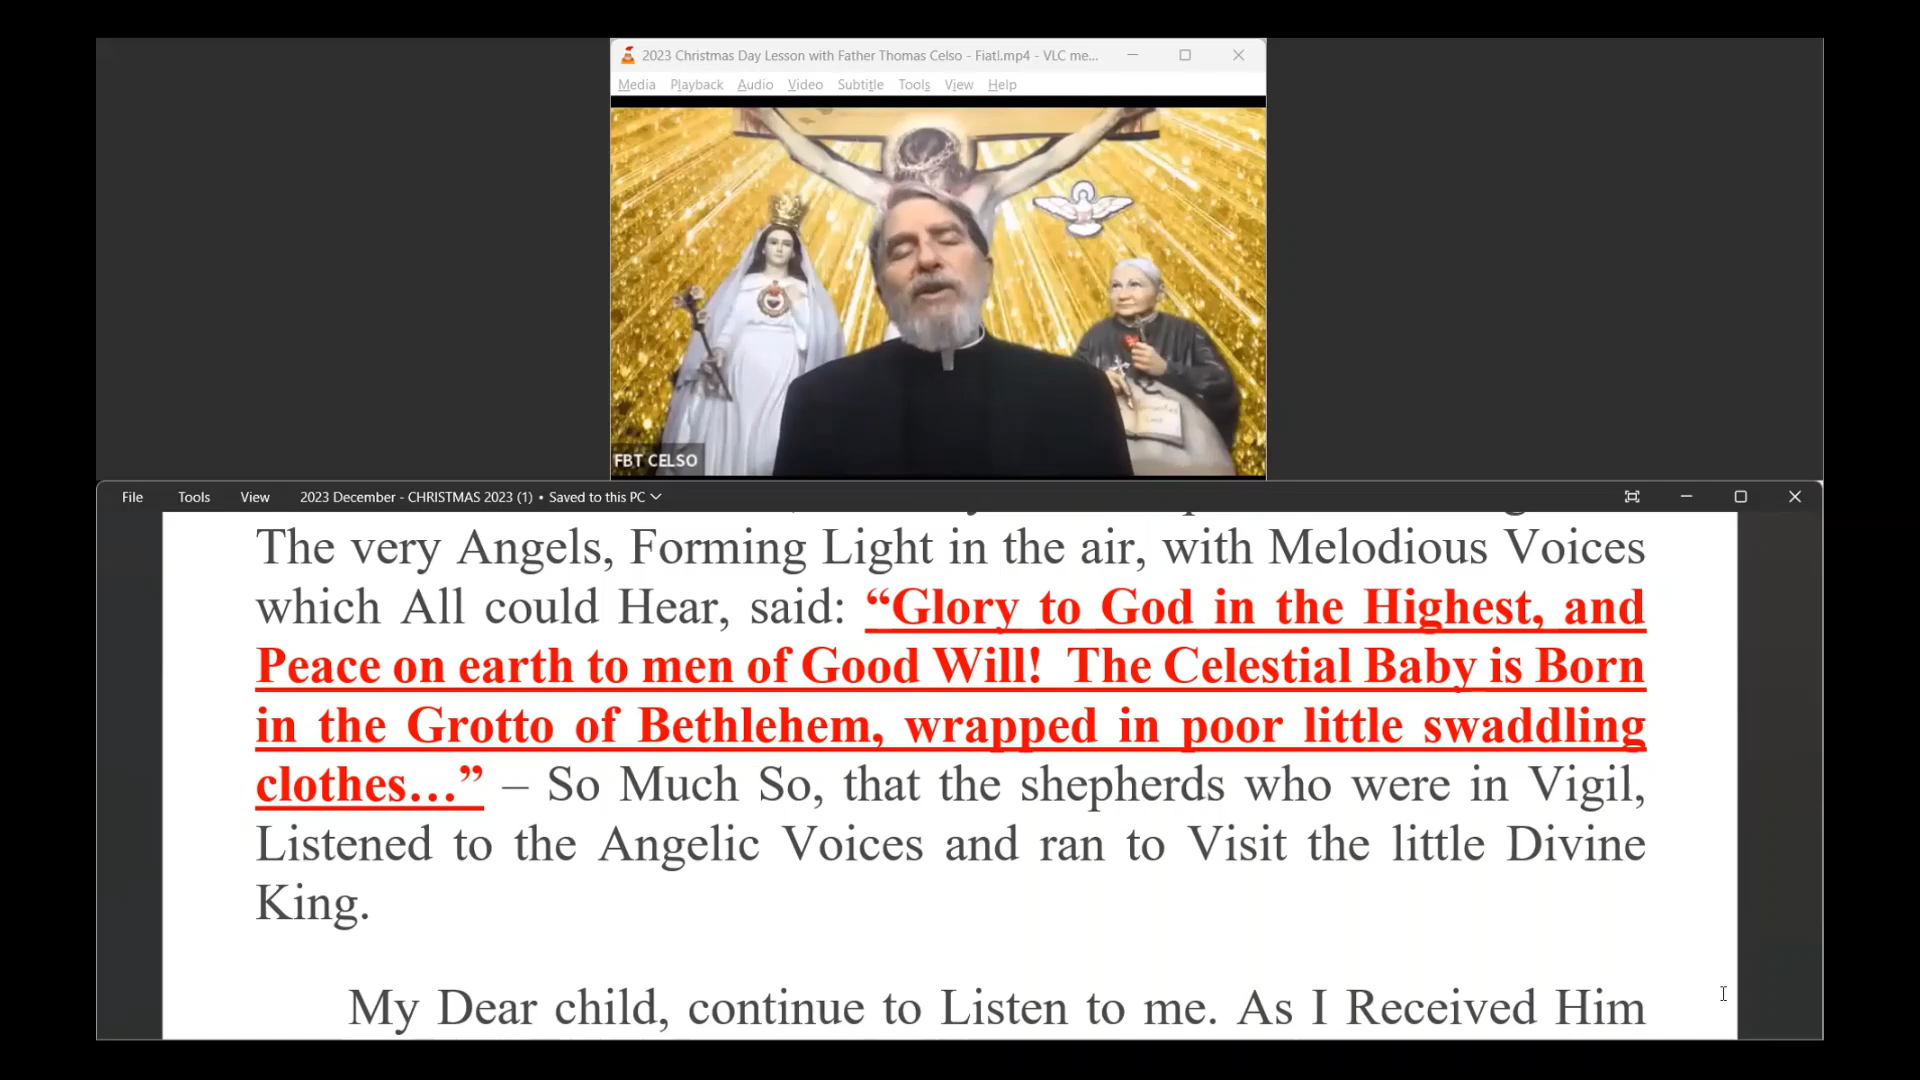 2023 Christmas Day Lesson with Father Thomas Celso - Fiat!.mp4 - VLC me...
Media Playback Audio Video Subtitle Tools View Help
FBT CELSO
File Tools View 2023 December - CHRISTMAS 2023 (1) • Saved to this PC
The very Angels, Forming Light in the air, with Melodious Voices
which All could Hear, said: “Glory to God in the Highest, and
Peace on earth to men of Good Will! The Celestial Baby is Born
in the Grotto of Bethlehem, wrapped in poor little swaddling
clothes…” – So Much So, that the shepherds who were in Vigil,
Listened to the Angelic Voices and ran to Visit the little Divine
King.
My Dear child, continue to Listen to me. As I Received Him